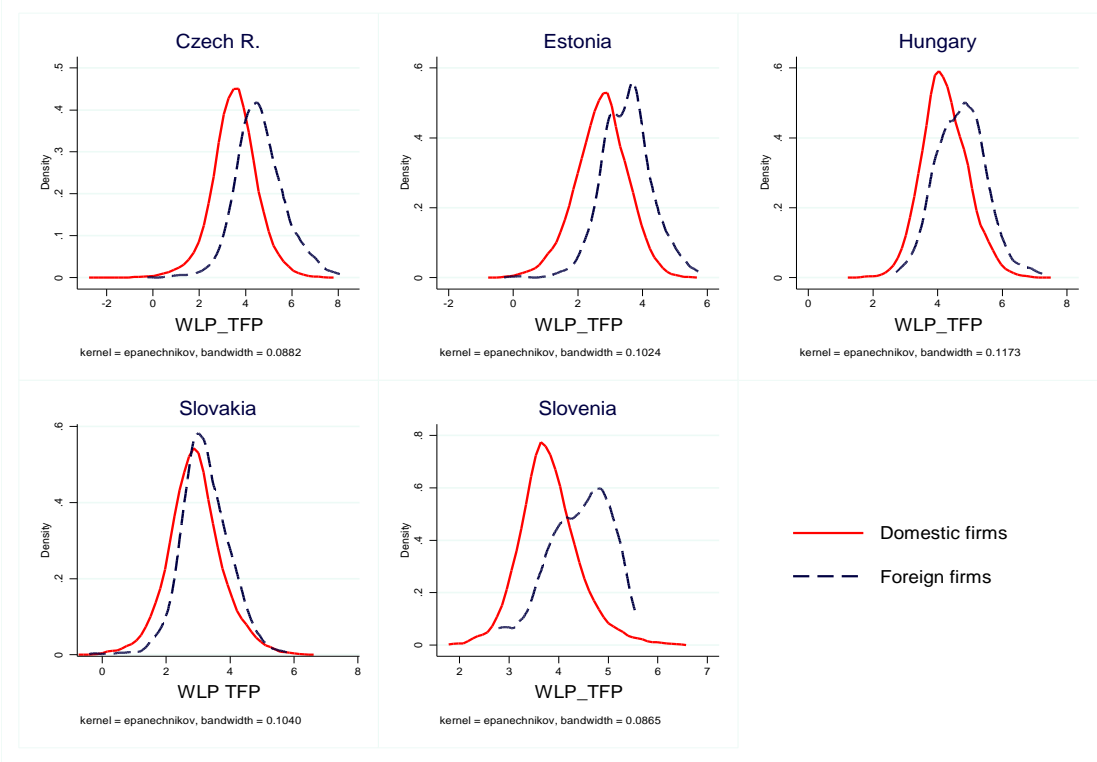 Czech R.
Density
.5
.4
.3
.2
.1
0
-2 0 2 4 6 8
WLP_TFP
kernel = epanechnikov, bandwidth = 0.0882
Estonia
Density
.6
.4
.2
0
-2 0 2 4 6
WLP_TFP
kernel = epanechnikov, bandwidth = 0.1024
Hungary
Density
.6
.4
.2
0
0 2 4 6 8
WLP_TFP
kernel = epanechnikov, bandwidth = 0.1173
Slovakia
Density
.6
.4
.2
0
0 2 4 6 8
WLP TFP
kernel = epanechnikov, bandwidth = 0.1040
Slovenia
Density
.8
.6
.4
.2
0
2 3 4 5 6 7
WLP_TFP
kernel = epanechnikov, bandwidth = 0.0865
Domestic firms
Foreign firms